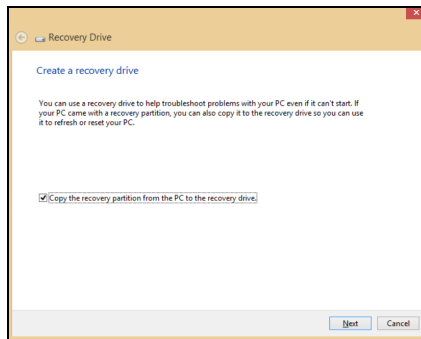 Recovery Drive
Create a recovery drive
You can use a recovery drive to help troubleshoot problems with your PC even if it can't start. If
your PC came with a recovery partition, you can also copy it to the recovery drive so you can use
it to refresh or reset your PC.
Copy the recovery partition from the PC to the recovery drive.
Next Cancel